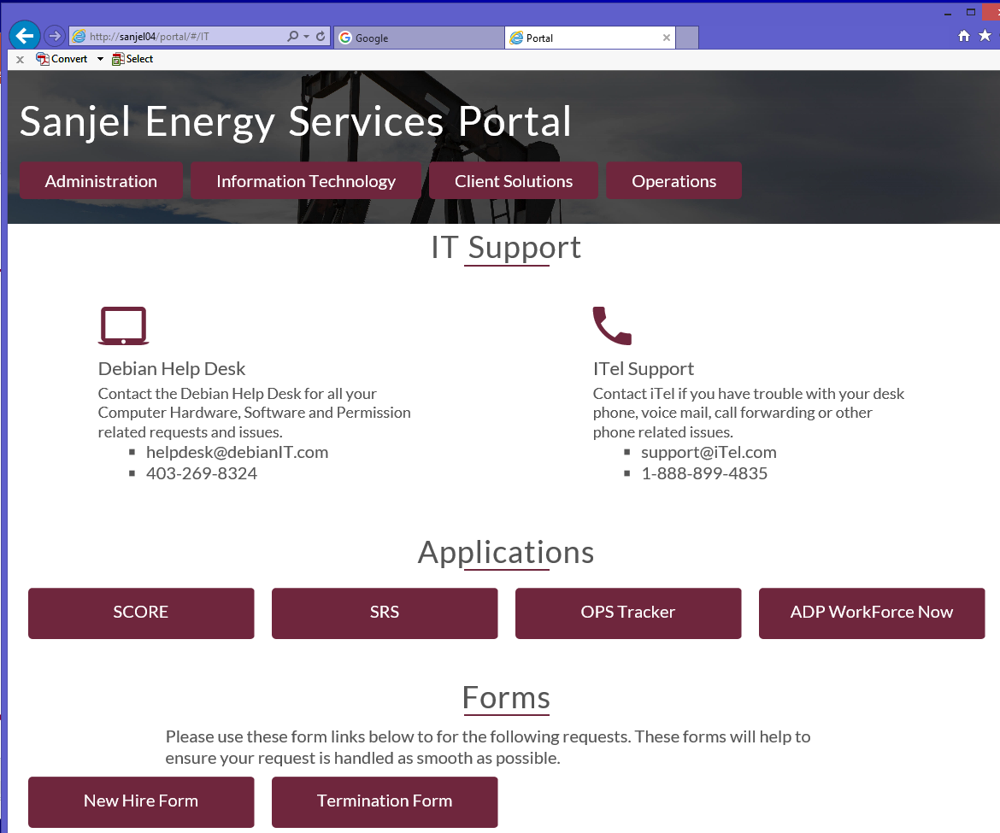 http://sanjel04/portal/#/IT
Google
Portal
Convert
Select
Sanjel Energy Services Portal
Administration
Information Technology
Client Solutions
Operations
IT Support
Debian Help Desk
Contact the Debian Help Desk for all your
Computer Hardware, Software and Permission
related requests and issues.
helpdesk@debianIT.com
403-269-8324
ITel Support
Contact iTel if you have trouble with your desk
phone, voice mail, call forwarding or other
phone related issues.
support@iTel.com
1-888-899-4835
Applications
SCORE
SRS
OPS Tracker
ADP WorkForce Now
Forms
Please use these form links below to for the following requests. These forms will help to
ensure your request is handled as smooth as possible.
New Hire Form
Termination Form